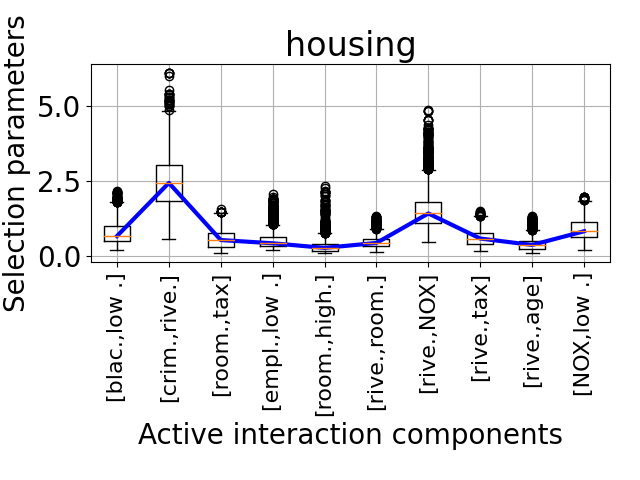 housing
Selection parameters
5.0
2.5
0.0
[blac.,low .]
[crim.,rive.]
[room.,tax]
[empl.,low .]
[room.,high.]
[rive.,room.]
[rive.,NOX]
[rive.,tax]
[rive.,age]
[NOX,low .]
Active interaction components